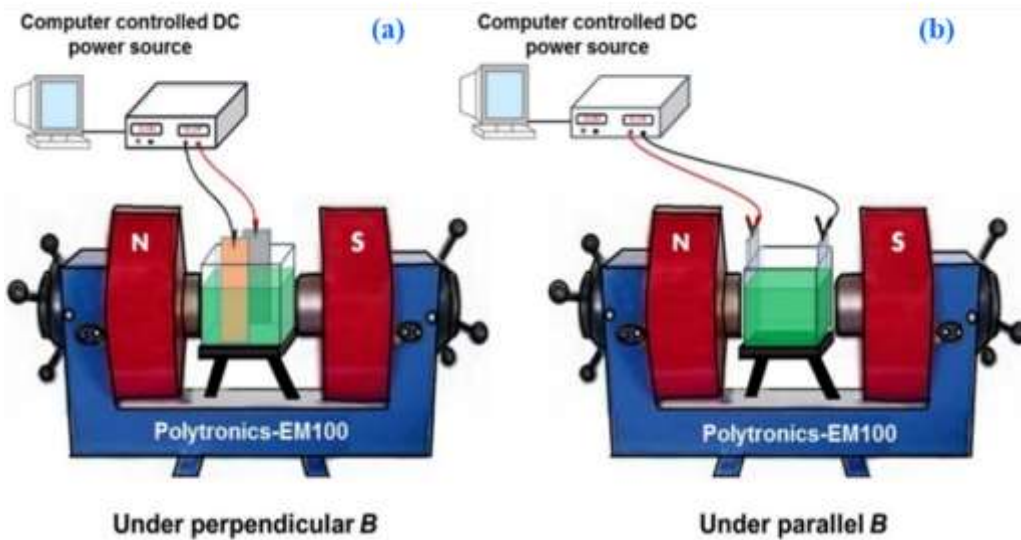 Computer controlled DC
power source
(a)
N
S
Polytronics-EM100
Under perpendicular B
Computer controlled DC
power source
(b)
N
S
Polytronics-EM100
Under parallel B